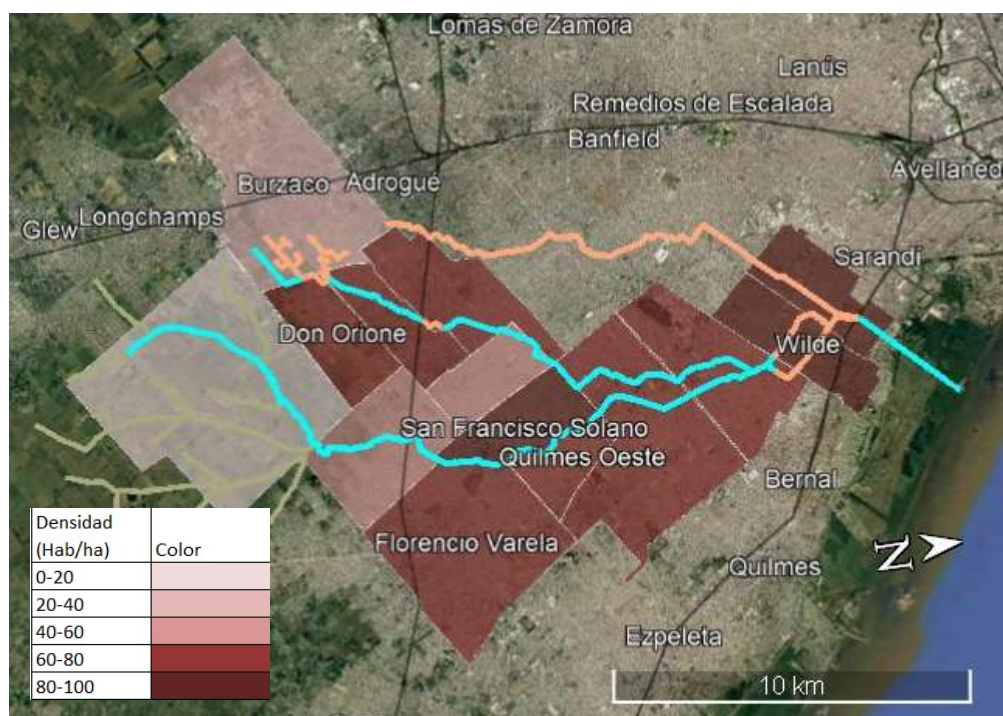 Lomas de Zamora
Lanús
Remedios de Escalada
Banfield
Avellaned
Burzaco
Adrogué
Longchamps
Glew
Sarandí
Don Orione
Wilde
San Francisco Solano
Quilmes Oeste
Bernal
Florencio Varela
Quilmes
Ezpeleta
N
10 km
Densidad
(Hab/ha) Color
0-20
20-40
40-60
60-80
80-100